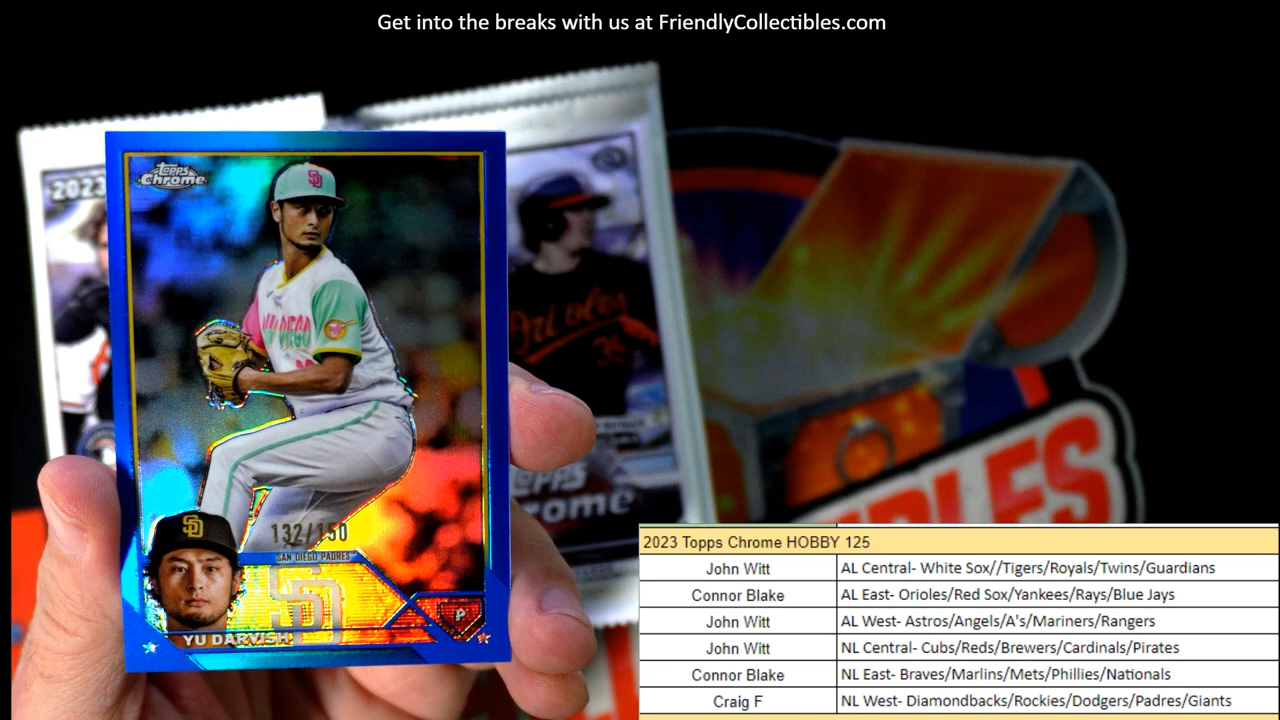 Get into the breaks with us at FriendlyCollectibles.com
2023
Topps
Chrome
SD
SAN DIEGO
Orioles
132/150
SAN DIEGO PADRES
SD
SD
P
YU DARVISH
2023 Topps Chrome HOBBY 125
John Witt AL Central- White Sox//Tigers/Royals/Twins/Guardians
Connor Blake AL East- Orioles/Red Sox/Yankees/Rays/Blue Jays
John Witt AL West- Astros/Angels/A's/Mariners/Rangers
John Witt NL Central- Cubs/Reds/Brewers/Cardinals/Pirates
Connor Blake NL East- Braves/Marlins/Mets/Phillies/Nationals
Craig F NL West- Diamondbacks/Rockies/Dodgers/Padres/Giants